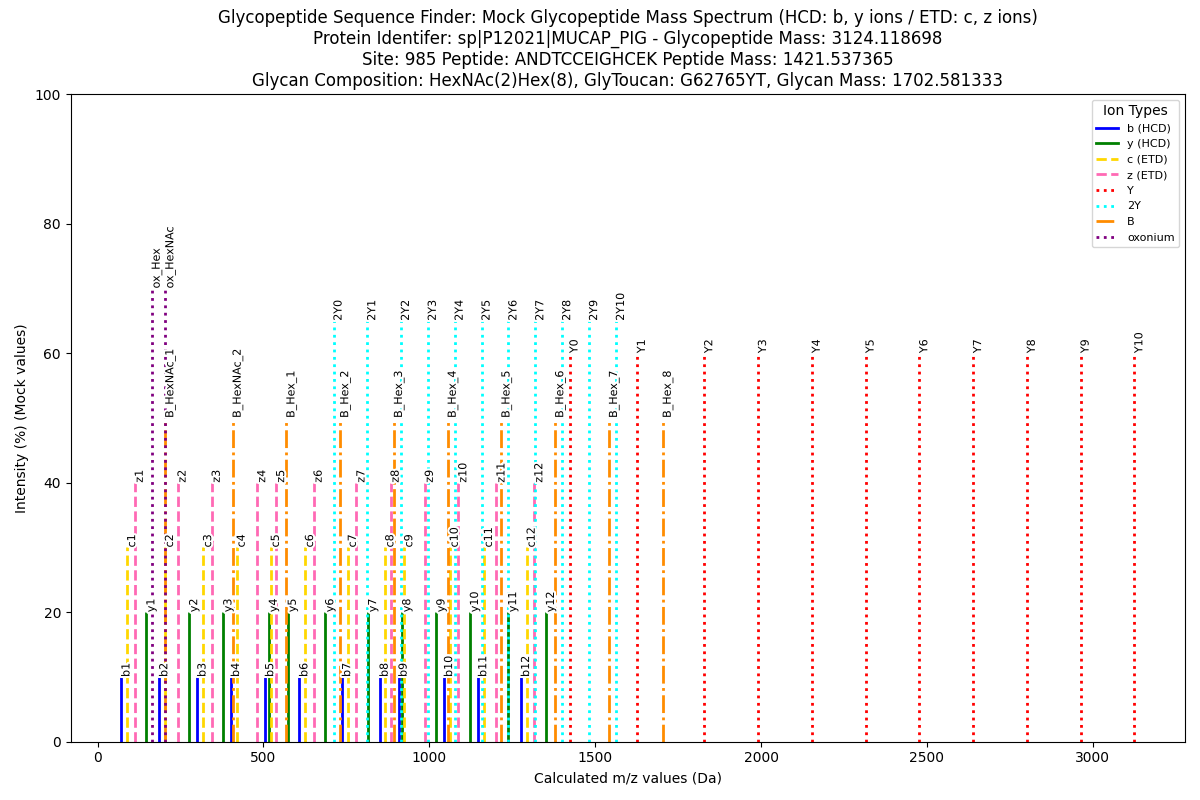 Glycopeptide Sequence Finder: Mock Glycopeptide Mass Spectrum (HCD: b, y ions / ETD: c, z ions)
Protein Identifer: sp|P12021|MUCAP_PIG - Glycopeptide Mass: 3124.118698
Site: 985 Peptide: ANDTCCEIGHCEK Peptide Mass: 1421.537365
Glycan Composition: HexNAc(2)Hex(8), GlyToucan: G62765YT, Glycan Mass: 1702.581333
Intensity (%) (Mock values)
100
80
60
40
20
0
Ion Types
b (HCD)
y (HCD)
c (ETD)
z (ETD)
Y
2Y
B
oxonium
ox_Hex
ox_HexNAc
2Y0
2Y1
2Y2
2Y3
2Y4
2Y5
2Y6
2Y7
2Y8
2Y9
2Y10
Y0
Y1
Y2
Y3
Y4
Y5
Y6
Y7
Y8
Y9
Y10
B_HexNAc_1
B_HexNAc_2
B_Hex_1
B_Hex_2
B_Hex_3
B_Hex_4
B_Hex_5
B_Hex_6
B_Hex_7
B_Hex_8
z1
z2
z3
z4
z5
z6
z7
z8
z9
z10
z11
z12
c1
c2
c3
c4
c5
c6
c7
c8
c9
c10
c11
c12
y1
y2
y3
y4
y5
y6
y7
y8
y9
y10
y11
y12
b1
b2
b3
b4
b5
b6
b7
b8
b9
b10
b11
b12
0
500
1000
1500
2000
2500
3000
Calculated m/z values (Da)